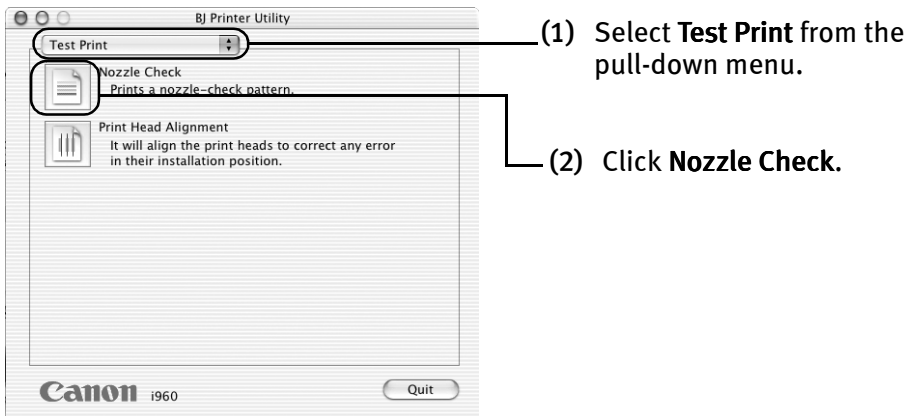 BJ Printer Utility
Test Print
Nozzle Check
Prints a nozzle-check pattern.
Print Head Alignment
It will align the print heads to correct any error
in their installation position.
Canon i960
Quit
(1) Select Test Print from the
pull-down menu.
(2) Click Nozzle Check.